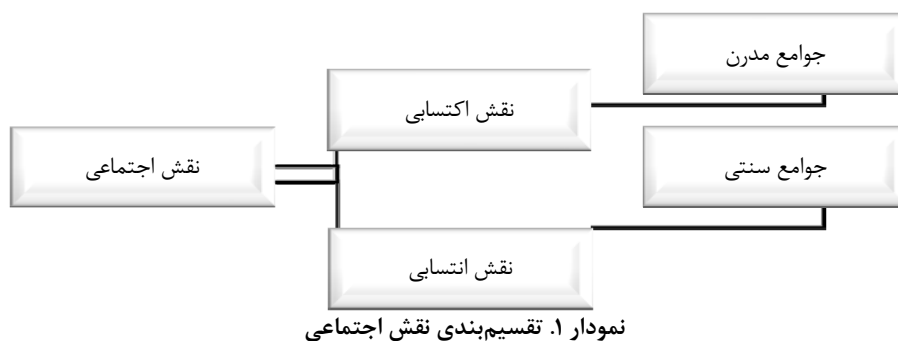 جوامع مدرن
نقش اکتسابی
نقش اجتماعی
جوامع سنتی
نقش انتسابی
نمودار ۱. تقسیم‌بندی نقش اجتماعی